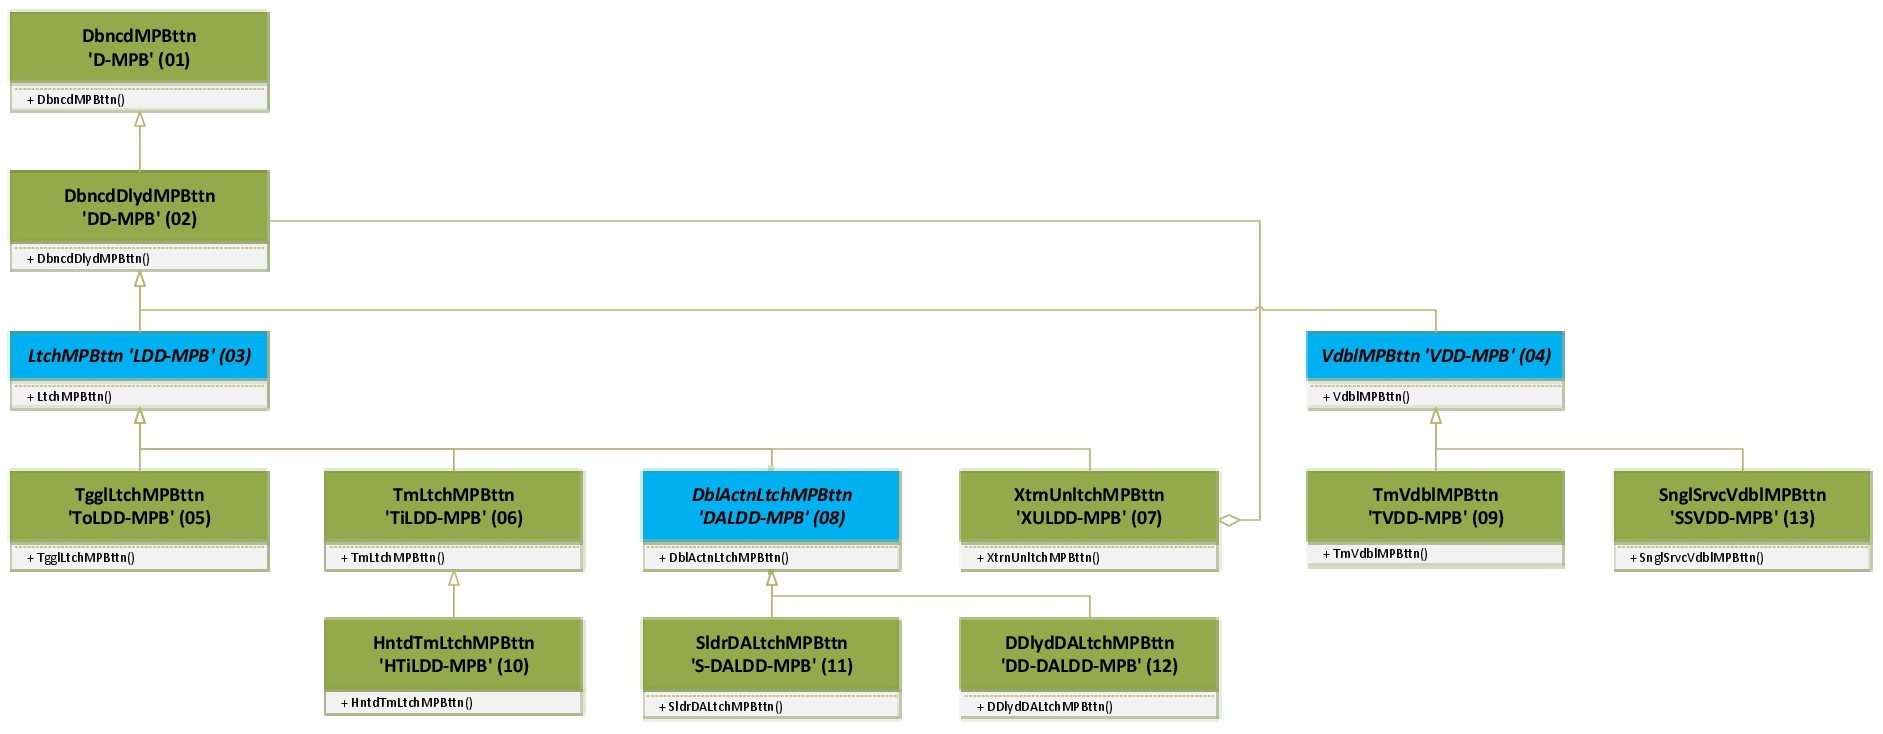 DbncdMPBttn
'D-MPB' (01)
+ DbncdMPBttn()
DbncdDlydMPBttn
'DD-MPB' (02)
+ DbncdDlydMPBttn()
LtchMPBttn 'LDD-MPB' (03)
+ LtchMPBttn()
VdblMPBttn 'VDD-MPB' (04)
+ VdblMPBttn()
TgglLtchMPBttn
'ToLDD-MPB' (05)
+ TgglLtchMPBttn()
TmLtchMPBttn
'TiLDD-MPB' (06)
+ TmLtchMPBttn()
DblActnLtchMPBttn
'DALDD-MPB' (08)
+ DblActnLtchMPBttn()
XtrnUnltchMPBttn
'XULDD-MPB' (07)
+ XtrnUnltchMPBttn()
TmVdblMPBttn
'TVDD-MPB' (09)
+ TmVdblMPBttn()
SnglSrvcVdblMPBttn
'SSVDD-MPB' (13)
+ SnglSrvcVdblMPBttn()
HntdTmLtchMPBttn
'HTiLDD-MPB' (10)
+ HntdTmLtchMPBttn()
SldrDALtchMPBttn
'S-DALDD-MPB' (11)
+ SldrDALtchMPBttn()
DDlydDALtchMPBttn
'DD-DALDD-MPB' (12)
+ DDlydDALtchMPBttn()